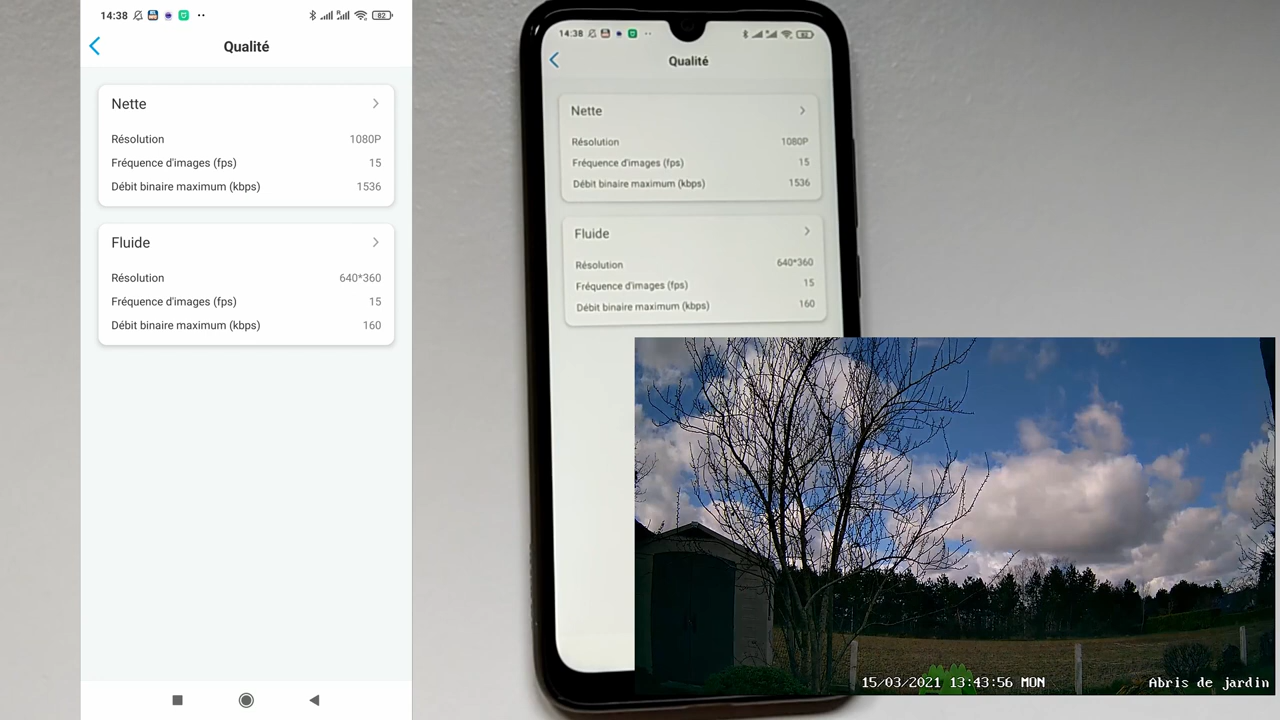 14:38
82
Qualité
Nette
Résolution 1080P
Fréquence d'images (fps) 15
Débit binaire maximum (kbps) 1536
Fluide
Résolution 640*360
Fréquence d'images (fps) 15
Débit binaire maximum (kbps) 160
14:38
82
Qualité
Nette
Résolution 1080P
Fréquence d'images (fps) 15
Débit binaire maximum (kbps) 1536
Fluide
Résolution 640*360
Fréquence d'images (fps) 15
Débit binaire maximum (kbps) 160
15/03/2021 13:43:56 MON
Abris de jardin